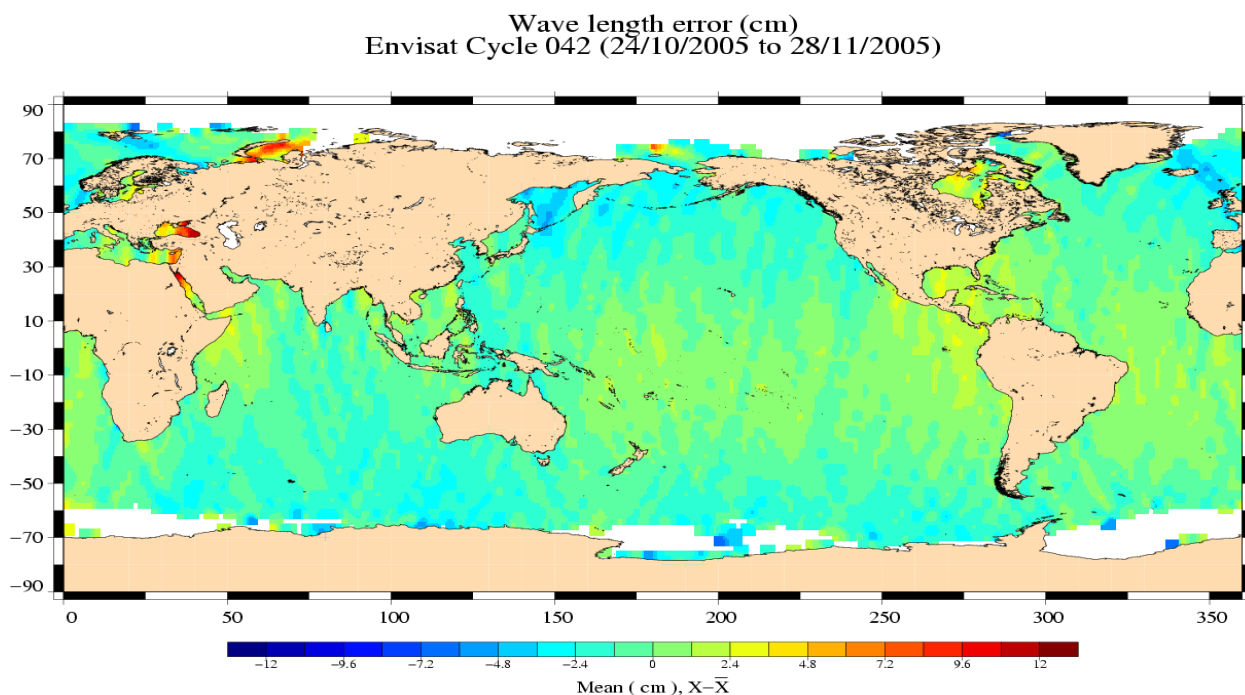 Wave length error (cm)
Envisat Cycle 042 (24/10/2005 to 28/11/2005)
90
70
50
30
10
−10
−30
−50
−70
−90
0 50 100 150 200 250 300 350
−12 −9.6 −7.2 −4.8 −2.4 0 2.4 4.8 7.2 9.6 12
Mean ( cm ), X−X̅